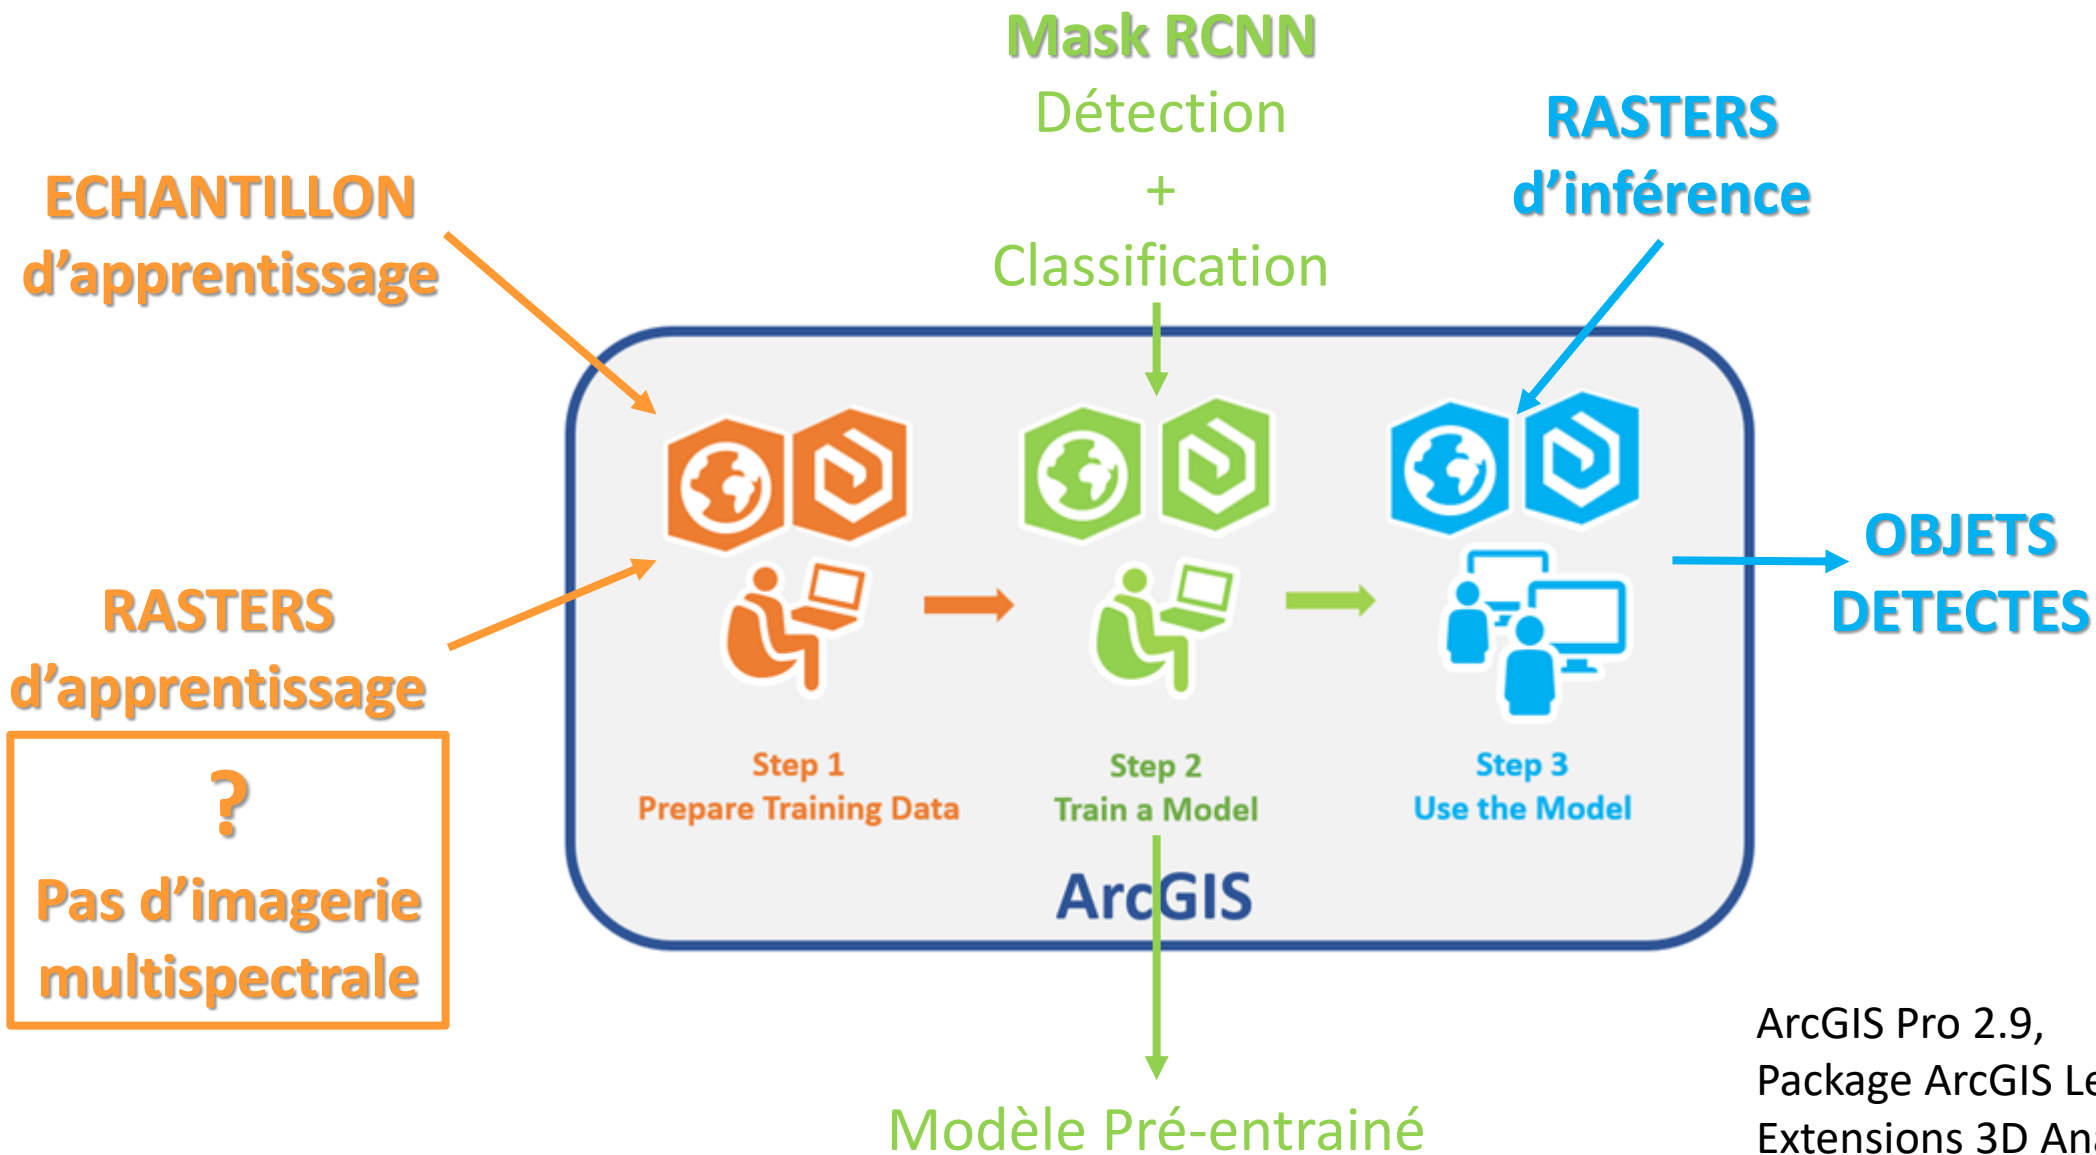 Mask RCNN
Détection
+
Classification
RASTERS
d’inférence
ECHANTILLON
d’apprentissage
RASTERS
d’apprentissage
?
Pas d’imagerie
multispectrale
Step 1
Prepare Training Data
Step 2
Train a Model
Step 3
Use the Model
ArcGIS
OBJETS
DETECTES
Modèle Pré-entrainé
ArcGIS Pro 2.9,
Package ArcGIS
Extensions 3D